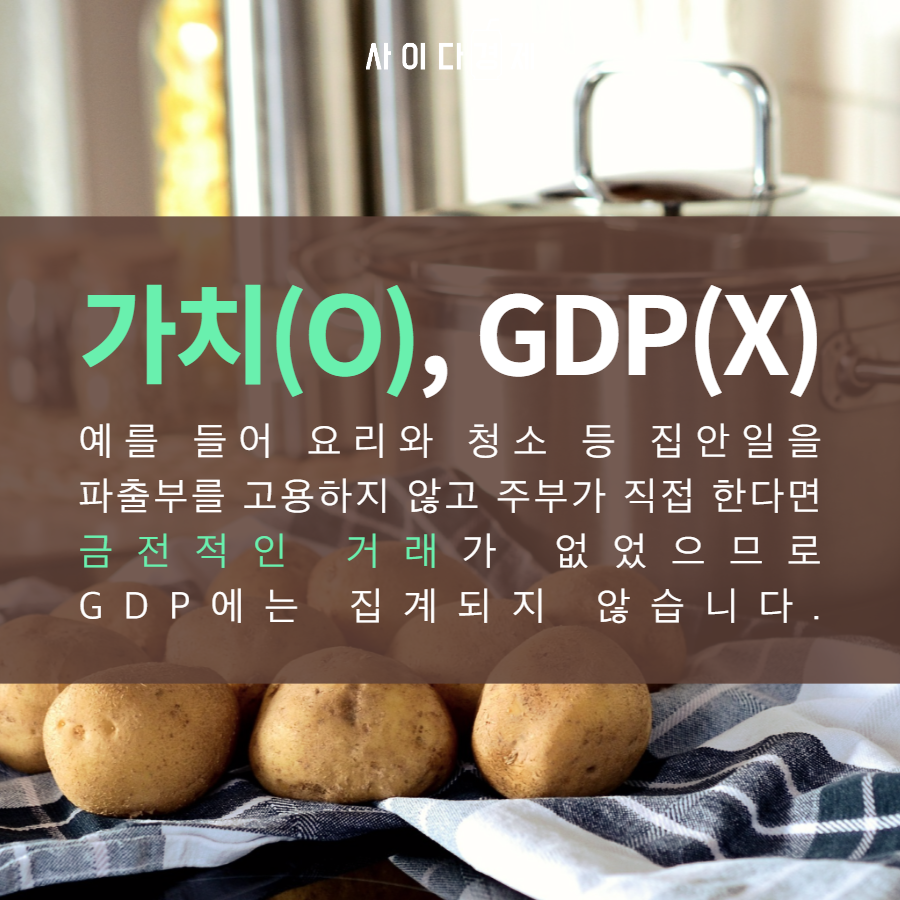 사이다
가치(O), GDP(X)
예를 들어 요리와 청소 등 집안일을
파출부를 고용하지 않고 주부가 직접 한다면
금전적인 거래가 없었으므로
GDP에는 집계되지 않습니다.